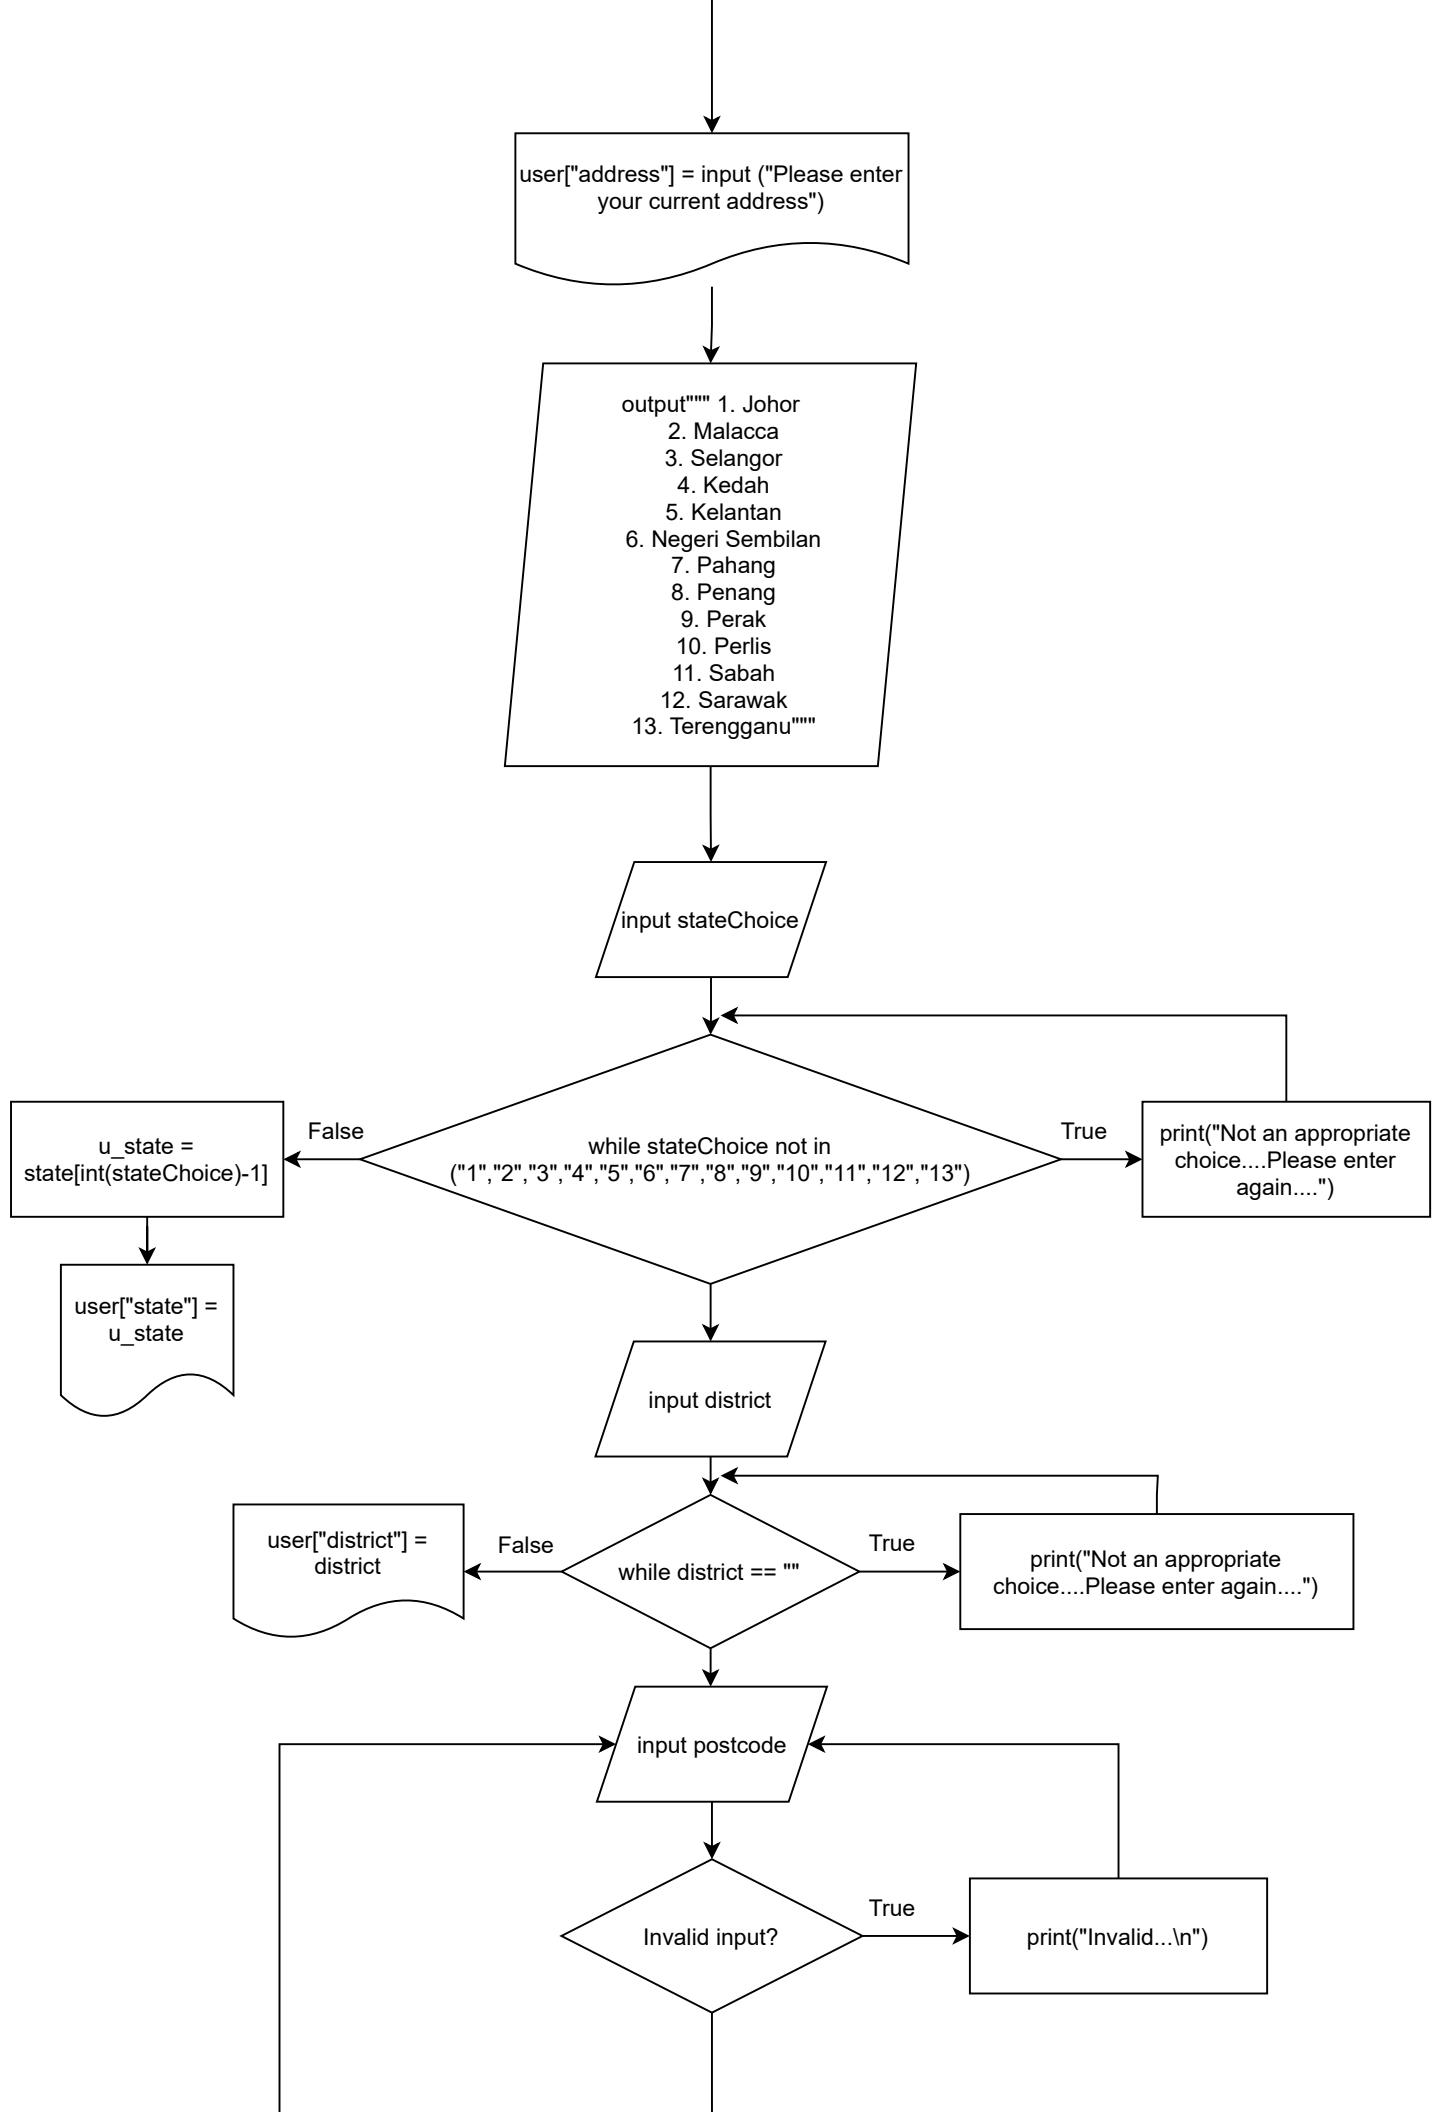 user["address"] = input ("Please enter
your current address")
output""" 1. Johor
2. Malacca
3. Selangor
4. Kedah
5. Kelantan
6. Negeri Sembilan
7. Pahang
8. Penang
9. Perak
10. Perlis
11. Sabah
12. Sarawak
13. Terengganu"""
input stateChoice
False
True
u_state =
state[int(stateChoice)-1]
while stateChoice not in
("1","2","3","4","5","6","7","8","9","10","11","12","13")
print("Not an appropriate
choice....Please enter
again....")
user["state"] =
u_state
input district
False
True
user["district"] =
district
while district == ""
print("Not an appropriate
choice....Please enter again....")
input postcode
True
Invalid input?
print("Invalid...\n")